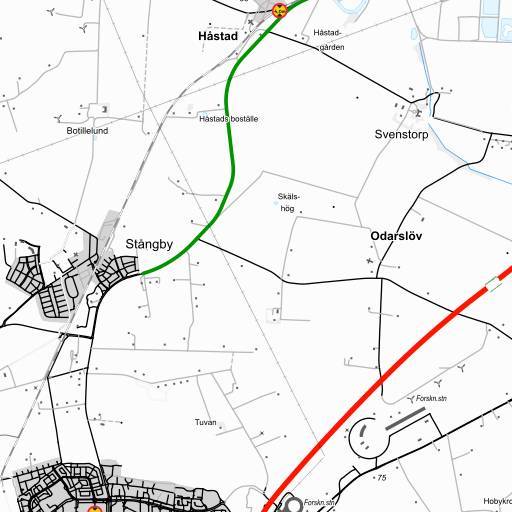 Håstad
Håstad-
gården
Håstads boställe
Botillelund
Svenstorp
Skäls-
hög
Stångby
Odarslöv
Forskn.stn
Tuvan
75
Forskn.stn
Hobykro